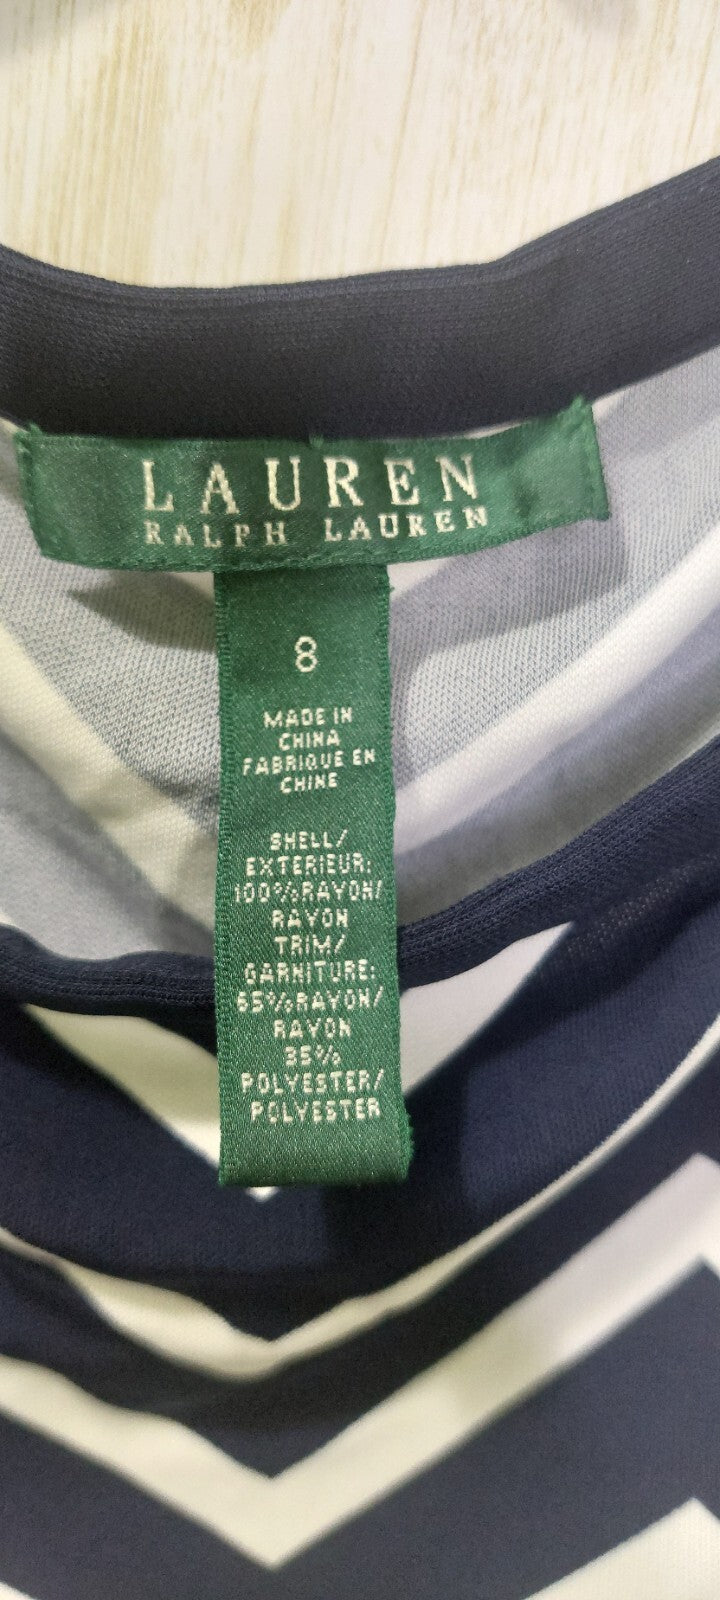 LAUREN
RALPH LAUREN
8
MADE IN
CHINA
FABRIQUE EN
CHINE
SHELL/
EXTERIEUR:
100%RAYON/
RAYON
TRIM/
GARNITURE:
65%RAYON/
RAYON
35%
POLYESTER/
POLYESTER